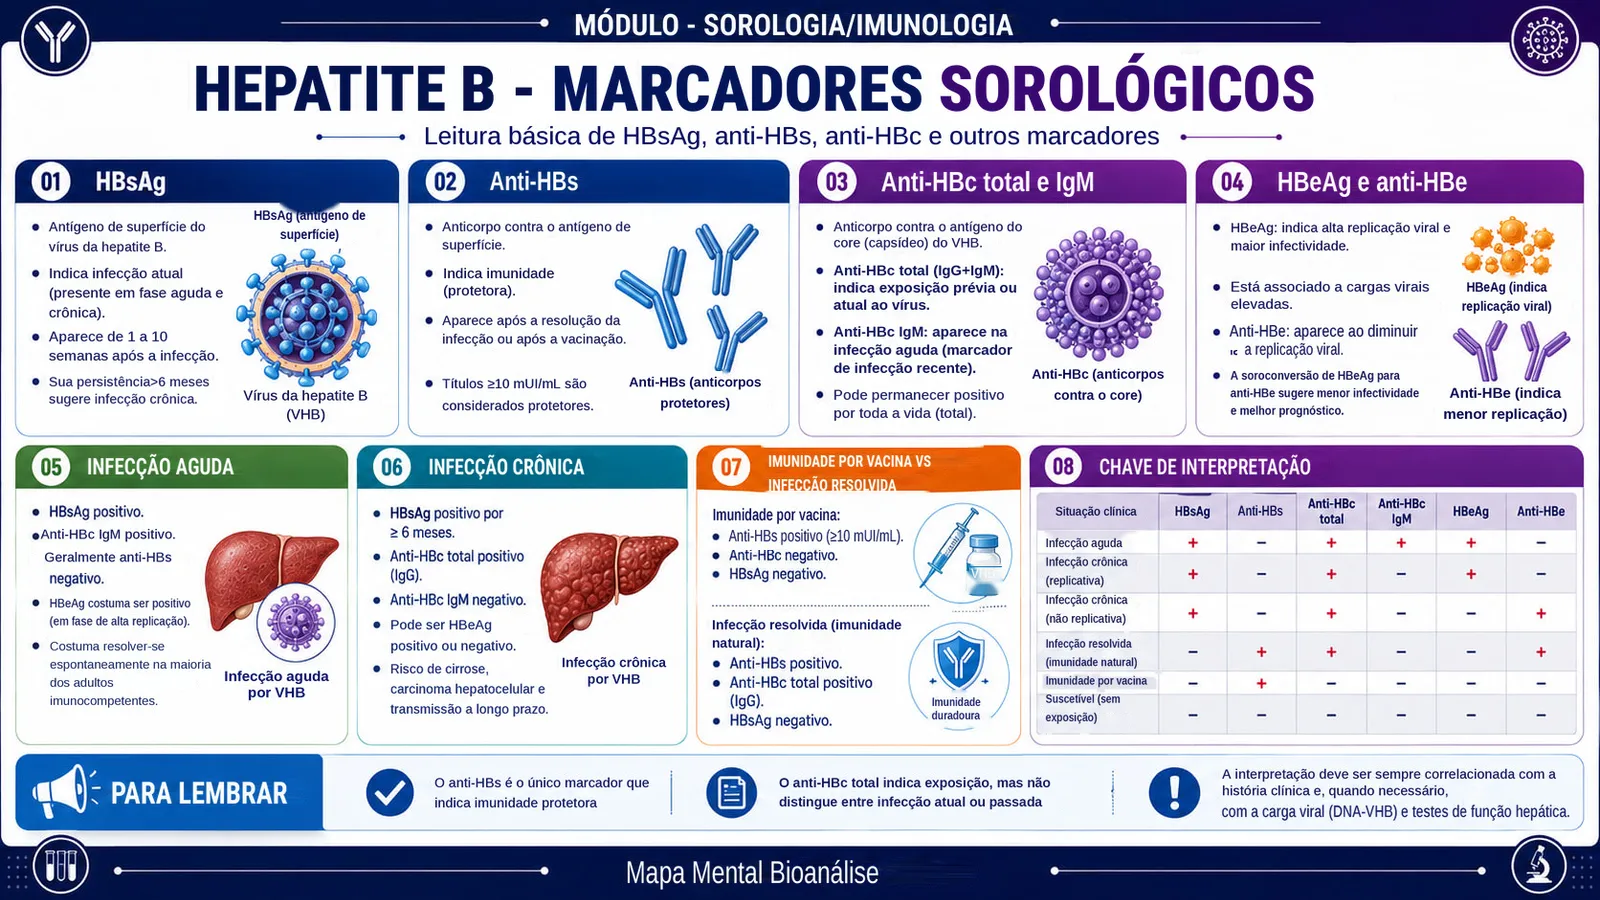 MÓDULO - SOROLOGIA/IMUNOLOGIA
HEPATITE B - MARCADORES SOROLÓGICOS
Leitura básica de HBsAg, anti-HBs, anti-HBc e outros marcadores
01 HBsAg
Antígeno de superfície do
vírus da hepatite B.
Indica infecção atual
(presente em fase aguda e
crônica).
Aparece de 1 a 10
semanas após a infecção.
Sua persistência>6 meses
sugere infecção crônica.
HBsAg (antígeno de
superfície)
Vírus da hepatite B
(VHB)
02 Anti-HBs
Anticorpo contra o antígeno de
superfície.
Indica imunidade
(protetora).
Aparece após a resolução da
infecção ou após a vacinação.
Títulos ≥10 mUI/mL são
considerados protetores.
Anti-HBs (anticorpos
protetores)
03 Anti-HBc total e IgM
Anticorpo contra o antígeno do
core (capsídeo) do VHB.
Anti-HBc total (IgG+IgM):
indica exposição prévia ou
atual ao vírus.
Anti-HBc IgM: aparece na
infecção aguda (marcador
de infecção recente).
Pode permanecer positivo
por toda a vida (total).
Anti-HBc (anticorpos
contra o core)
04 HBeAg e anti-HBe
HBeAg: indica alta replicação viral e
maior infectividade.
Está associado a cargas virais
elevadas.
Anti-HBe: aparece ao diminuir
a replicação viral.
A soroconversão de HBeAg para
anti-HBe sugere menor infectividade
e melhor prognóstico.
HBeAg (indica
replicação viral)
Anti-HBe (indica
menor replicação)
05 INFECÇÃO AGUDA
HBsAg positivo.
Anti-HBc IgM positivo.
Geralmente anti-HBs
negativo.
HBeAg costuma ser positivo
(em fase de alta replicação).
Costuma resolver-se
espontaneamente na maioria
dos adultos
imunocompetentes.
Infecção aguda
por VHB
06 INFECÇÃO CRÔNICA
HBsAg positivo por
≥ 6 meses.
Anti-HBc total positivo
(IgG).
Anti-HBc IgM negativo.
Pode ser HBeAg
positivo ou negativo.
Risco de cirrose,
carcinoma hepatocelular e
transmissão a longo prazo.
Infecção crônica
por VHB
07 IMUNIDADE POR VACINA VS
INFECÇÃO RESOLVIDA
Imunidade por vacina:
Anti-HBs positivo (≥10 mUI/mL).
Anti-HBc negativo.
HBsAg negativo.
Infecção resolvida (imunidade
natural):
Anti-HBs positivo.
Anti-HBc total positivo
(IgG).
HBsAg negativo.
Imunidade
duradoura
08 CHAVE DE INTERPRETAÇÃO
Situação clínica HBsAg Anti-HBs Anti-HBc total Anti-HBc IgM HBeAg Anti-HBe
Infecção aguda + – + + + –
Infecção crônica (replicativa) + – + – + –
Infecção crônica (não replicativa) + – + – – +
Infecção resolvida (imunidade natural) – + + – – +
Imunidade por vacina – + – – – –
Suscetível (sem exposição) – – – – – –
PARA LEMBRAR
O anti-HBs é o único marcador que
indica imunidade protetora
O anti-HBc total indica exposição, mas não
distingue entre infecção atual ou passada
A interpretação deve ser sempre correlacionada com a
história clínica e, quando necessário,
com a carga viral (DNA-VHB) e testes de função hepática.
Mapa Mental Bioanálise